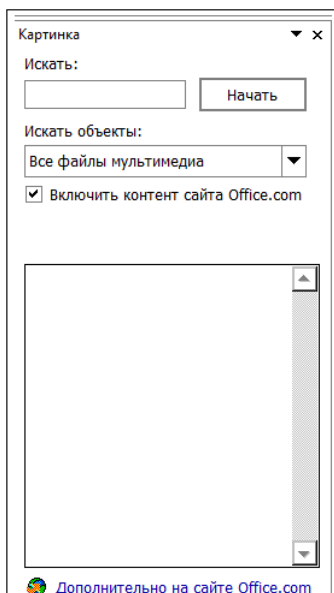 Картинка
Искать:
Начать
Искать объекты:
Все файлы мультимедиа
Включить контент сайта Office.com
Дополнительно на сайте Office.com